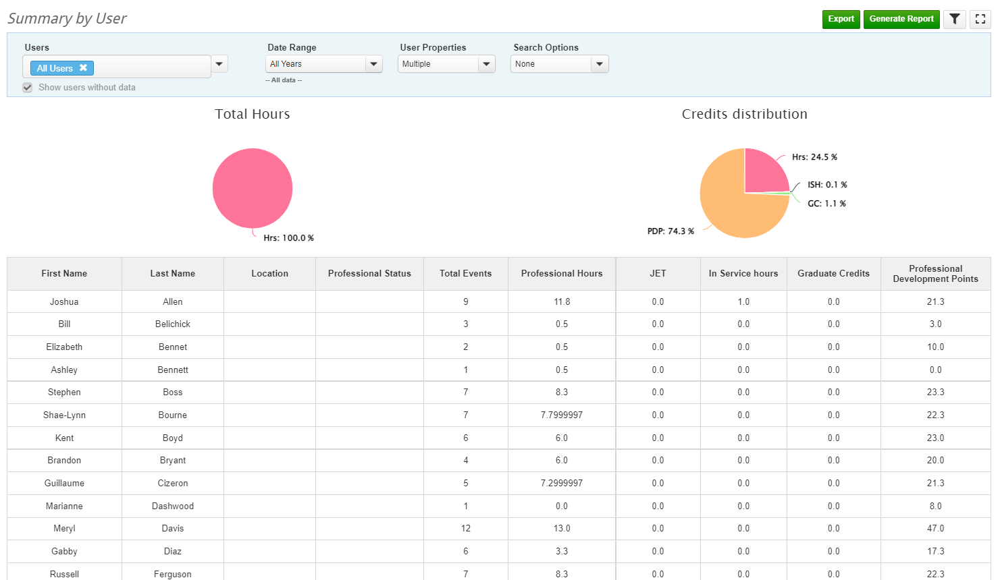 Summary by User
Export
Generate Report
Users
Date Range
User Properties
Search Options
All Users ✖
All Years
Multiple
None
-- All data --
Show users without data
Total Hours
Credits distribution
Hrs: 100.0 %
Hrs: 24.5 %
ISH: 0.1 %
GC: 1.1 %
PDP: 74.3 %
First Name Last Name Location Professional Status Total Events Professional Hours JET In Service hours Graduate Credits Professional Development Points
Joshua Allen 9 11.8 0.0 1.0 0.0 21.3
Bill Belichick 3 0.5 0.0 0.0 0.0 3.0
Elizabeth Bennet 2 0.5 0.0 0.0 0.0 10.0
Ashley Bennett 1 0.5 0.0 0.0 0.0 0.0
Stephen Boss 7 8.3 0.0 0.0 0.0 23.3
Shae-Lynn Bourne 7 7.7999997 0.0 0.0 0.0 22.3
Kent Boyd 6 6.0 0.0 0.0 0.0 23.0
Brandon Bryant 4 6.0 0.0 0.0 0.0 20.0
Guillaume Cizeron 5 7.2999997 0.0 0.0 0.0 21.3
Marianne Dashwood 1 0.0 0.0 0.0 0.0 8.0
Meryl Davis 12 13.0 0.0 0.0 0.0 47.0
Gabby Diaz 6 3.3 0.0 0.0 0.0 17.3
Russell Ferguson 7 8.3 0.0 0.0 0.0 22.3